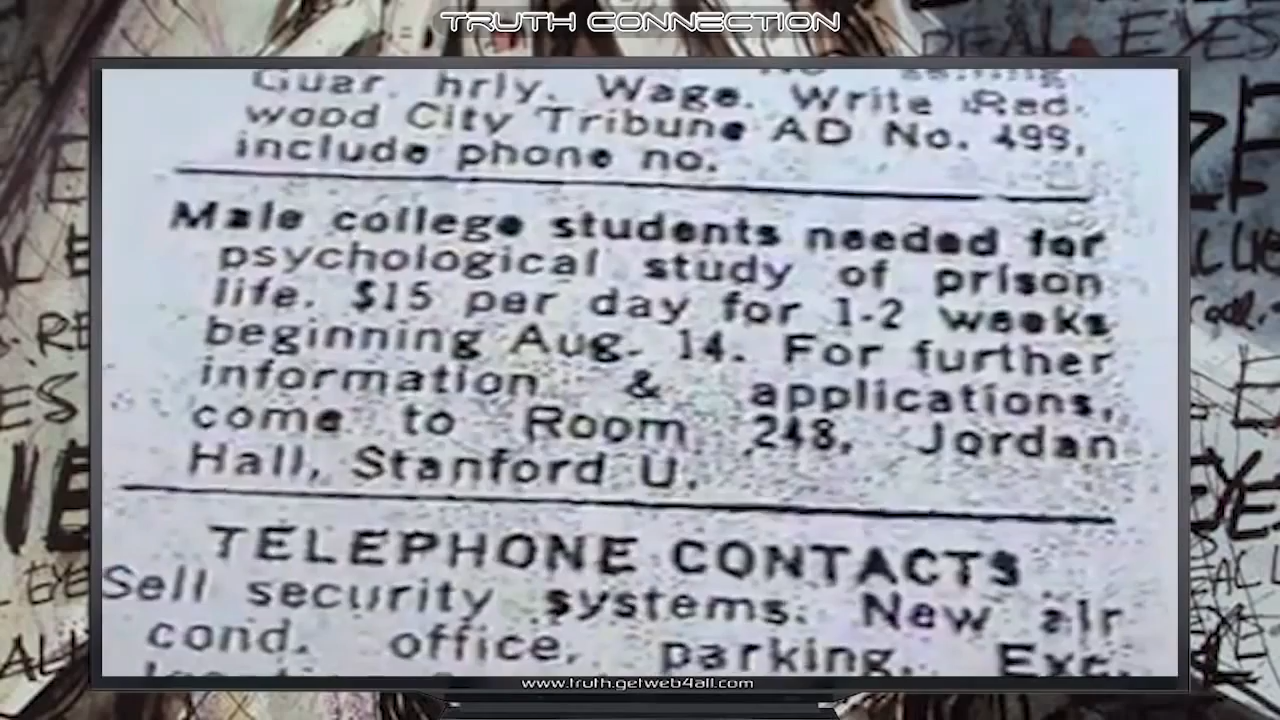 TRUTH CONNECTION
REAL EYES
Guar. hrly. Wage. Write Red-
wood City Tribune AD No. 499,
include phone no.
Male college students needed for
psychological study of prison
life. $15 per day for 1-2 weeks
beginning Aug. 14. For further
information & applications,
come to Room 248, Jordan
Hall, Stanford U.
TELEPHONE CONTACTS
Sell security systems. New air
cond. office, parking. Exc.
www.truth.getweb4all.com